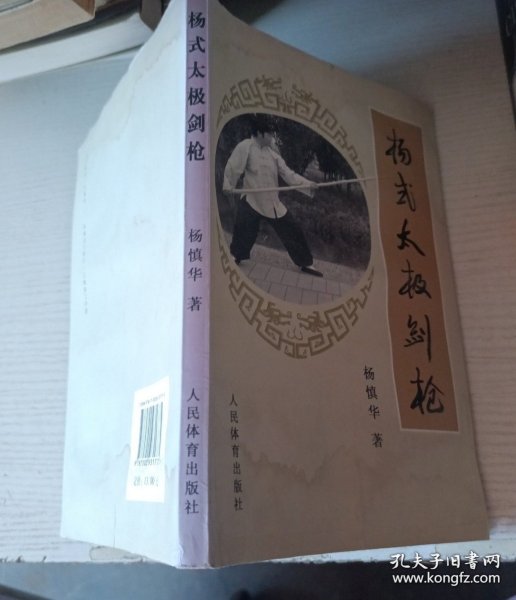 杨式太极剑枪
杨慎华 著
人民体育出版社
杨式太极剑枪
杨慎华 著
人民体育出版社
孔夫子旧书网
www.kongfz.com